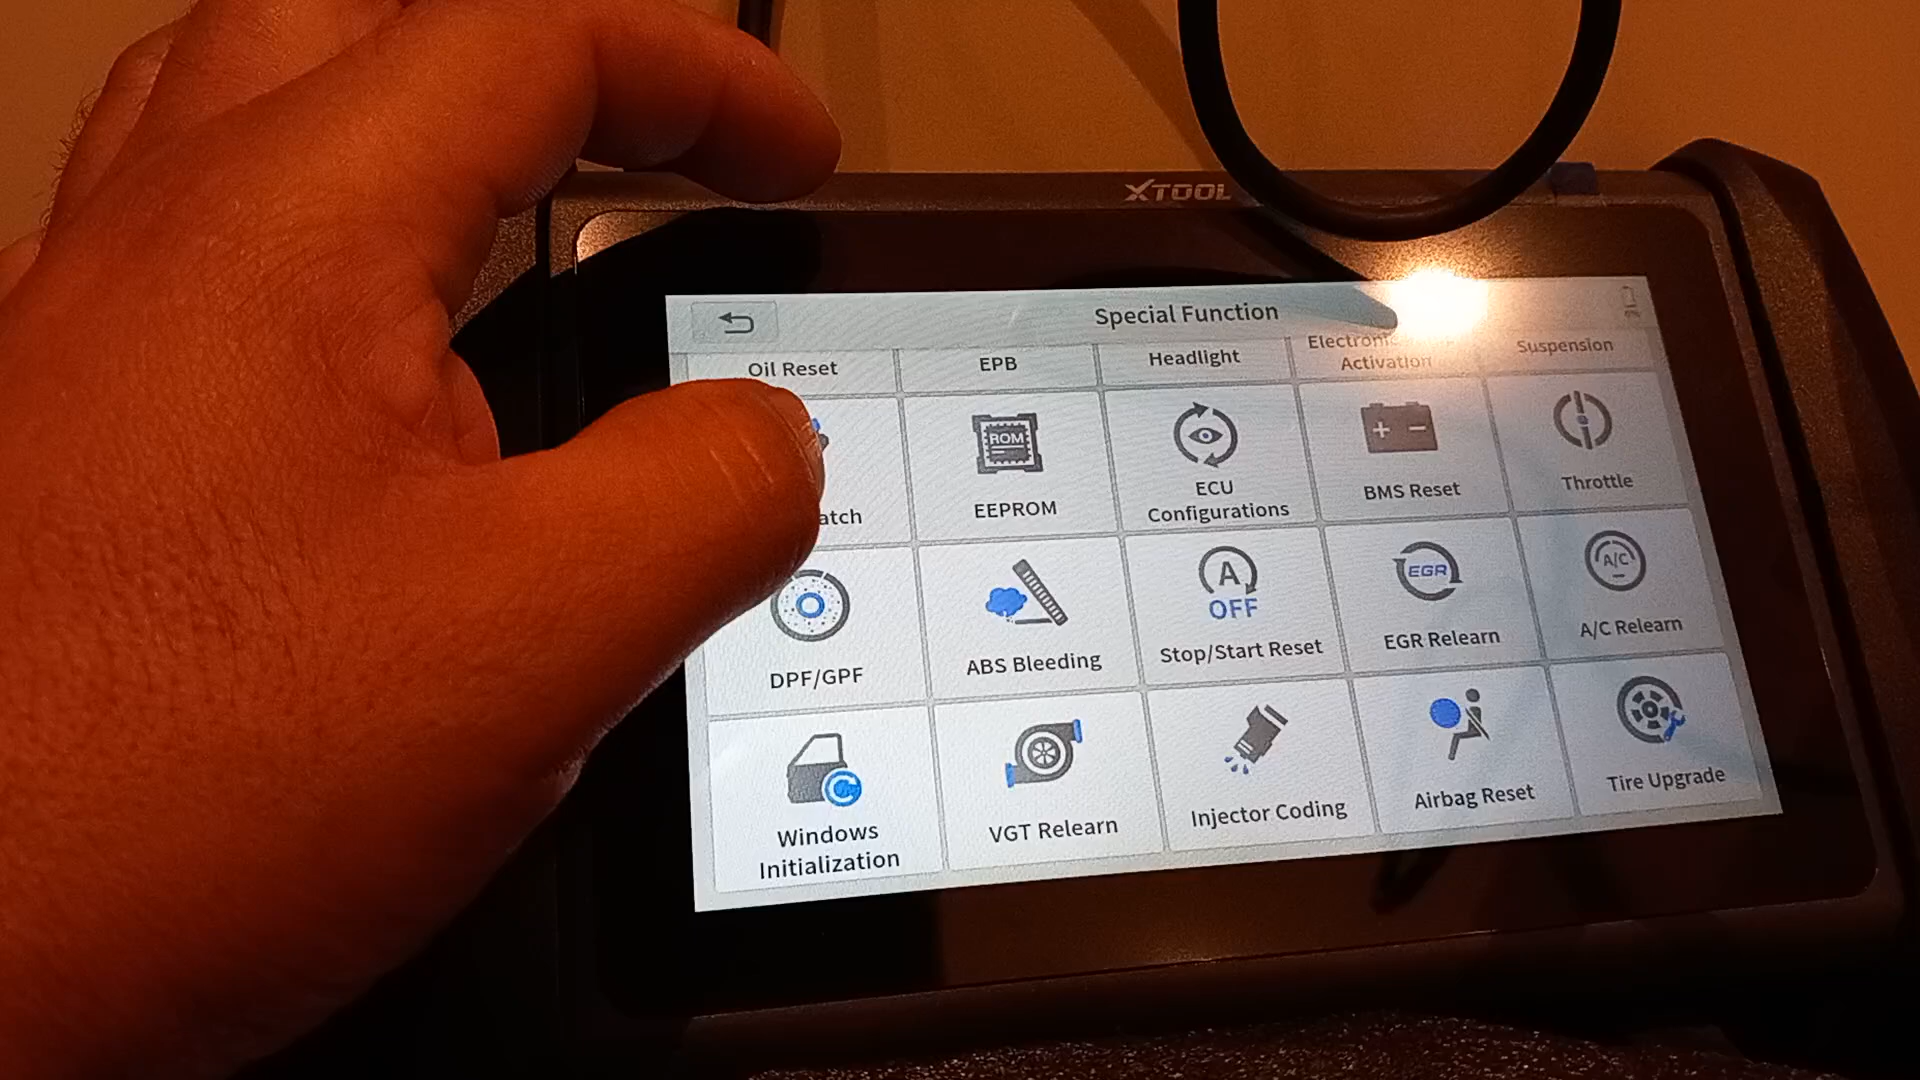 XTOOL
Special Function
Oil Reset
EPB
Headlight
Activation
Suspension
ROM
EEPROM
ECU
Configurations
+ -
BMS Reset
Throttle
DPF/GPF
ABS Bleeding
A
OFF
Stop/Start Reset
EGR
EGR Relearn
A/C
A/C Relearn
Windows
Initialization
VGT Relearn
Injector Coding
Airbag Reset
Tire Upgrade